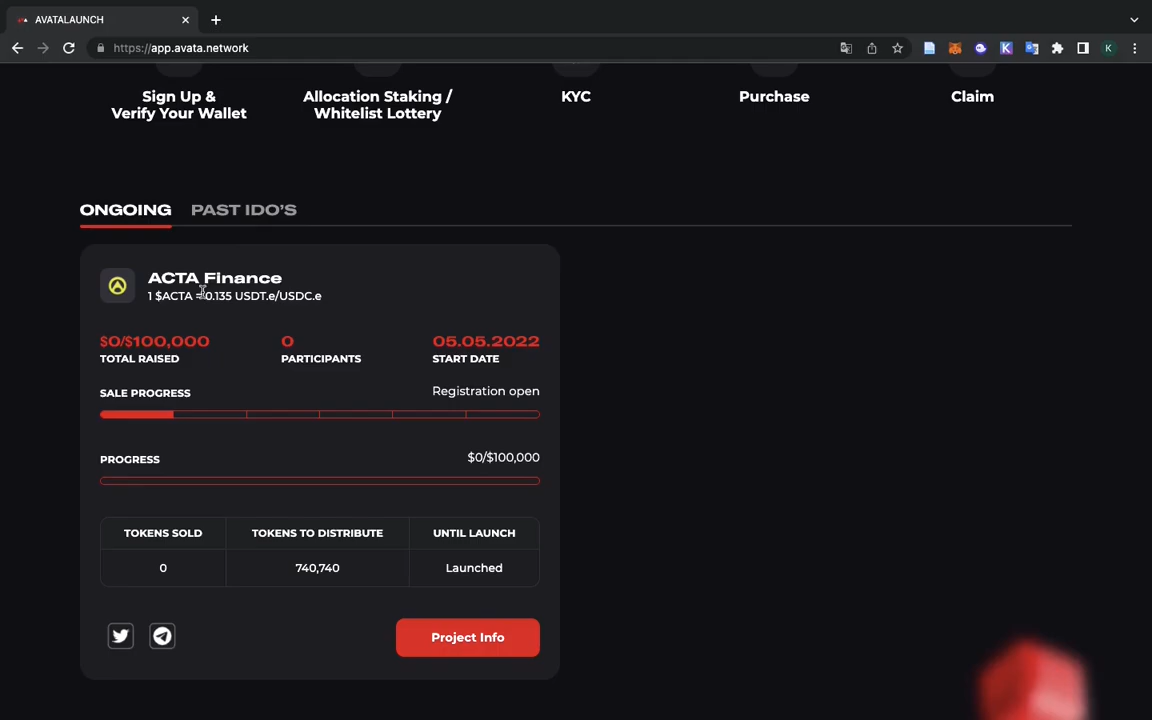 AVATALAUNCH
https://app.avata.network
K
K
Sign Up &
Verify Your Wallet
Allocation Staking /
Whitelist Lottery
KYC
Purchase
Claim
ONGOING
PAST IDO'S
ACTA Finance
1 $ACTA =0.135 USDT.e/USDC.e
$0/$100,000
TOTAL RAISED
0
PARTICIPANTS
05.05.2022
START DATE
SALE PROGRESS
Registration open
PROGRESS
$0/$100,000
TOKENS SOLD
TOKENS TO DISTRIBUTE
UNTIL LAUNCH
0
740,740
Launched
Project Info